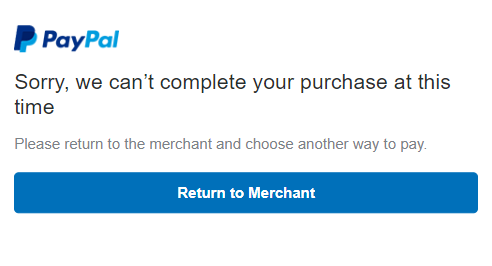 PayPal
Sorry, we can’t complete your purchase at this
time
Please return to the merchant and choose another way to pay.
Return to Merchant